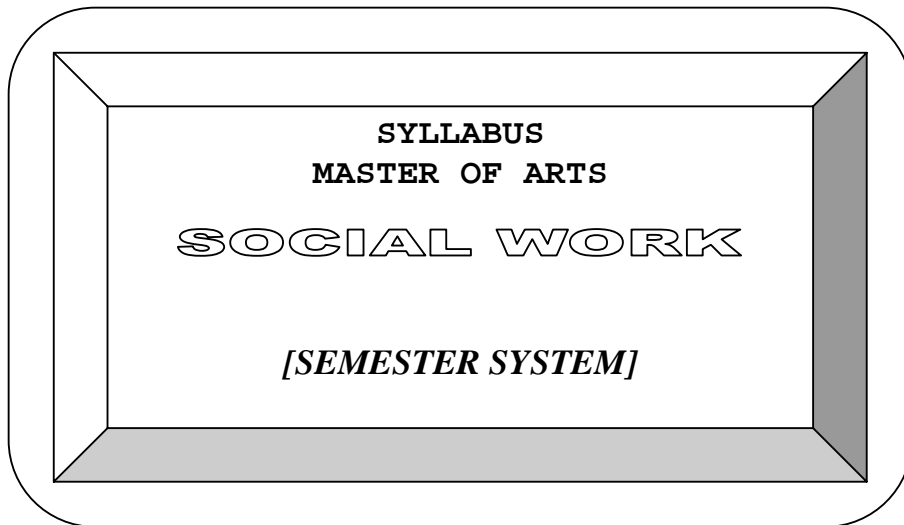 SYLLABUS
MASTER OF ARTS
SOCIAL WORK
[SEMESTER SYSTEM]